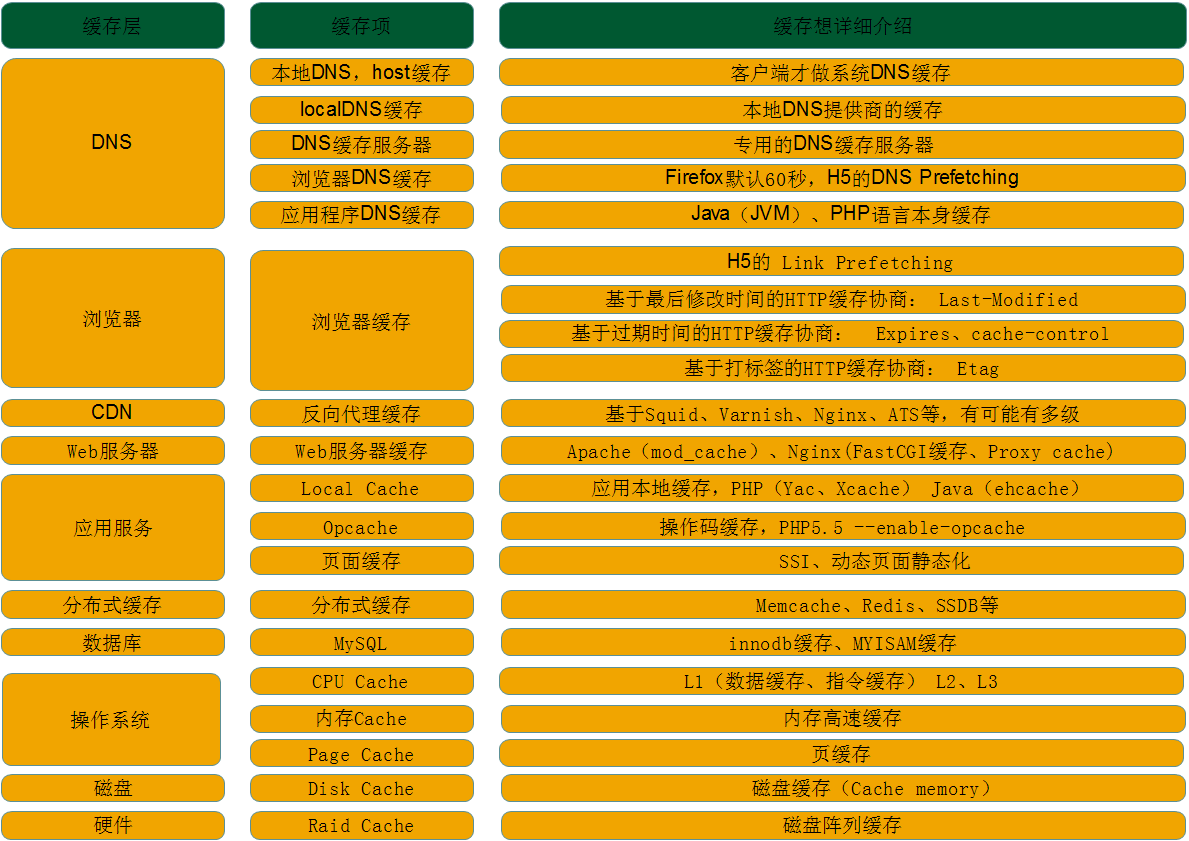 缓存层 缓存项 缓存想详细介绍
DNS
本地DNS，host缓存 客户端才做系统DNS缓存
localDNS缓存 本地DNS提供商的缓存
DNS缓存服务器 专用的DNS缓存服务器
浏览器DNS缓存 Firefox默认60秒，H5的DNS Prefetching
应用程序DNS缓存 Java（JVM）、PHP语言本身缓存
浏览器 浏览器缓存
H5的 Link Prefetching
基于最后修改时间的HTTP缓存协商： Last-Modified
基于过期时间的HTTP缓存协商： Expires、cache-control
基于打标签的HTTP缓存协商： Etag
CDN 反向代理缓存 基于Squid、Varnish、Nginx、ATS等，有可能有多级
Web服务器 Web服务器缓存 Apache（mod_cache）、Nginx(FastCGI缓存、Proxy cache)
应用服务
Local Cache 应用本地缓存，PHP（Yac、Xcache） Java（ehcache）
Opcache 操作码缓存，PHP5.5 --enable-opcache
页面缓存 SSI、动态页面静态化
分布式缓存 分布式缓存 Memcache、Redis、SSDB等
数据库 MySQL innodb缓存、MYISAM缓存
操作系统
CPU Cache L1（数据缓存、指令缓存） L2、L3
内存Cache 内存高速缓存
Page Cache 页缓存
磁盘 Disk Cache 磁盘缓存（Cache memory）
硬件 Raid Cache 磁盘阵列缓存